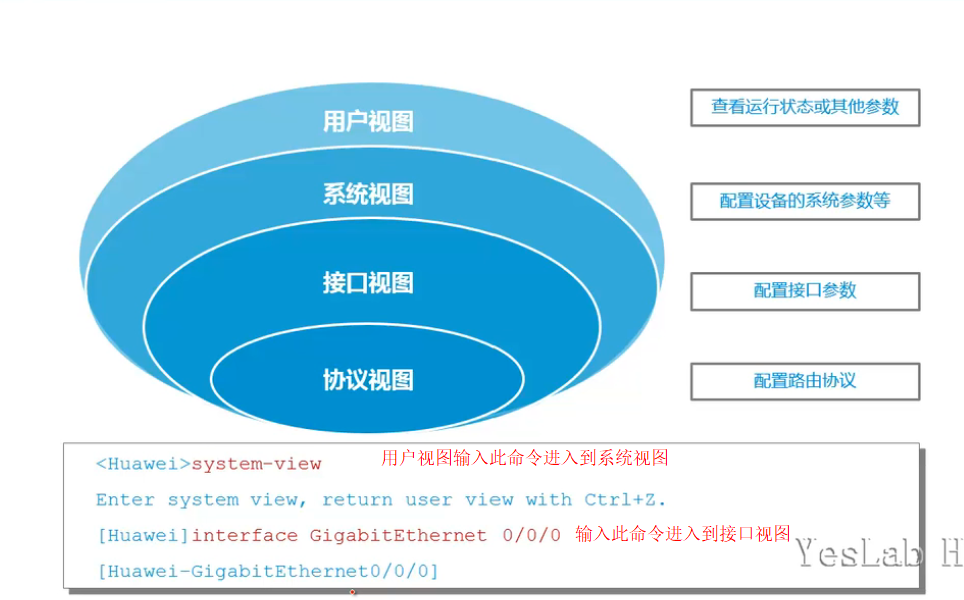 用户视图
查看运行状态或其他参数
系统视图
配置设备的系统参数等
接口视图
配置接口参数
协议视图
配置路由协议
<Huawei>system-view 用户视图输入此命令进入到系统视图
Enter system view, return user view with Ctrl+Z.
[Huawei]interface GigabitEthernet 0/0/0 输入此命令进入到接口视图
[Huawei-GigabitEthernet0/0/0]
YesLab H